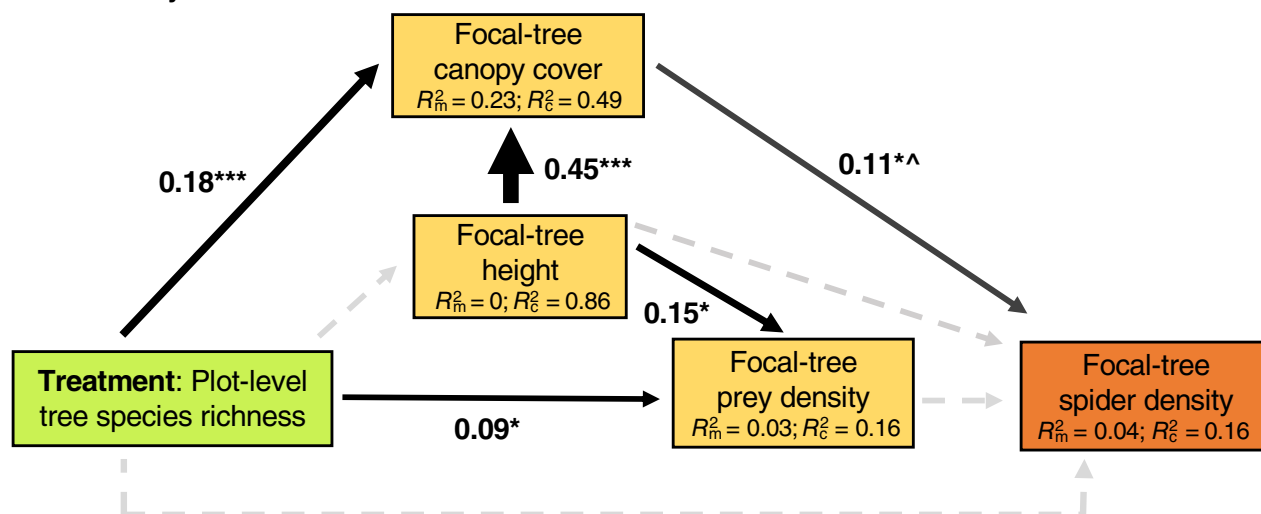 Focal-tree
canopy cover
R²m = 0.23; R²c = 0.49
0.18***
0.45***
0.11*^
Focal-tree
height
R²m = 0; R²c = 0.86
0.15*
Treatment: Plot-level
tree species richness
0.09*
Focal-tree
prey density
R²m = 0.03; R²c = 0.16
Focal-tree
spider density
R²m = 0.04; R²c = 0.16